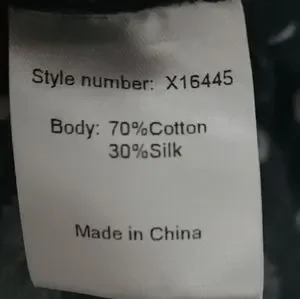 Style number: X16445
Body: 70%Cotton
30%Silk
Made in China